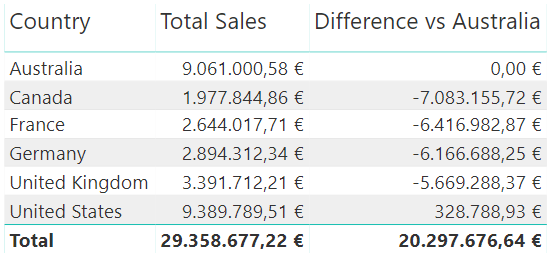 Country Total Sales Difference vs Australia
Australia 9.061.000,58 € 0,00 €
Canada 1.977.844,86 € -7.083.155,72 €
France 2.644.017,71 € -6.416.982,87 €
Germany 2.894.312,34 € -6.166.688,25 €
United Kingdom 3.391.712,21 € -5.669.288,37 €
United States 9.389.789,51 € 328.788,93 €
Total 29.358.677,22 € 20.297.676,64 €